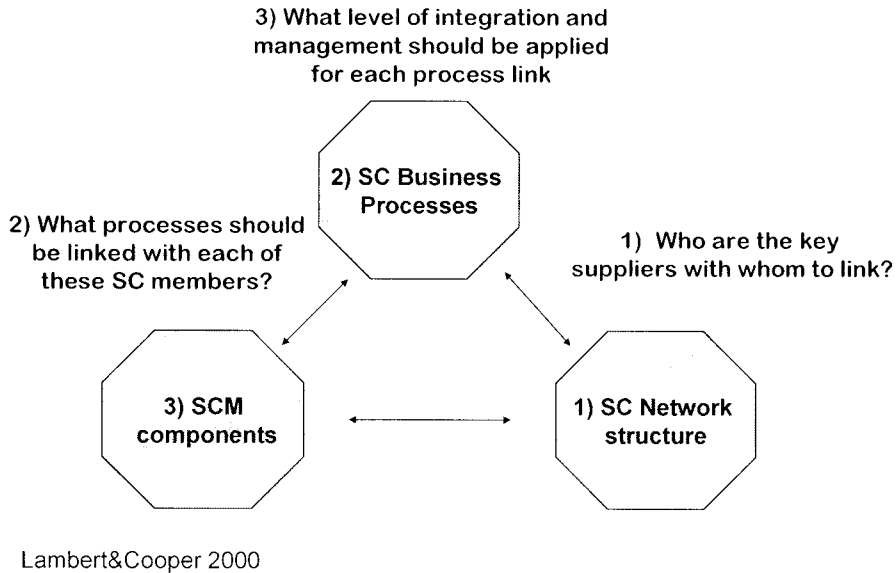 3) What level of integration and
management should be applied
for each process link
2) SC Business
Processes
2) What processes should
be linked with each of
these SC members?
1) Who are the key
suppliers with whom to link?
3) SCM
components
1) SC Network
structure
Lambert&Cooper 2000